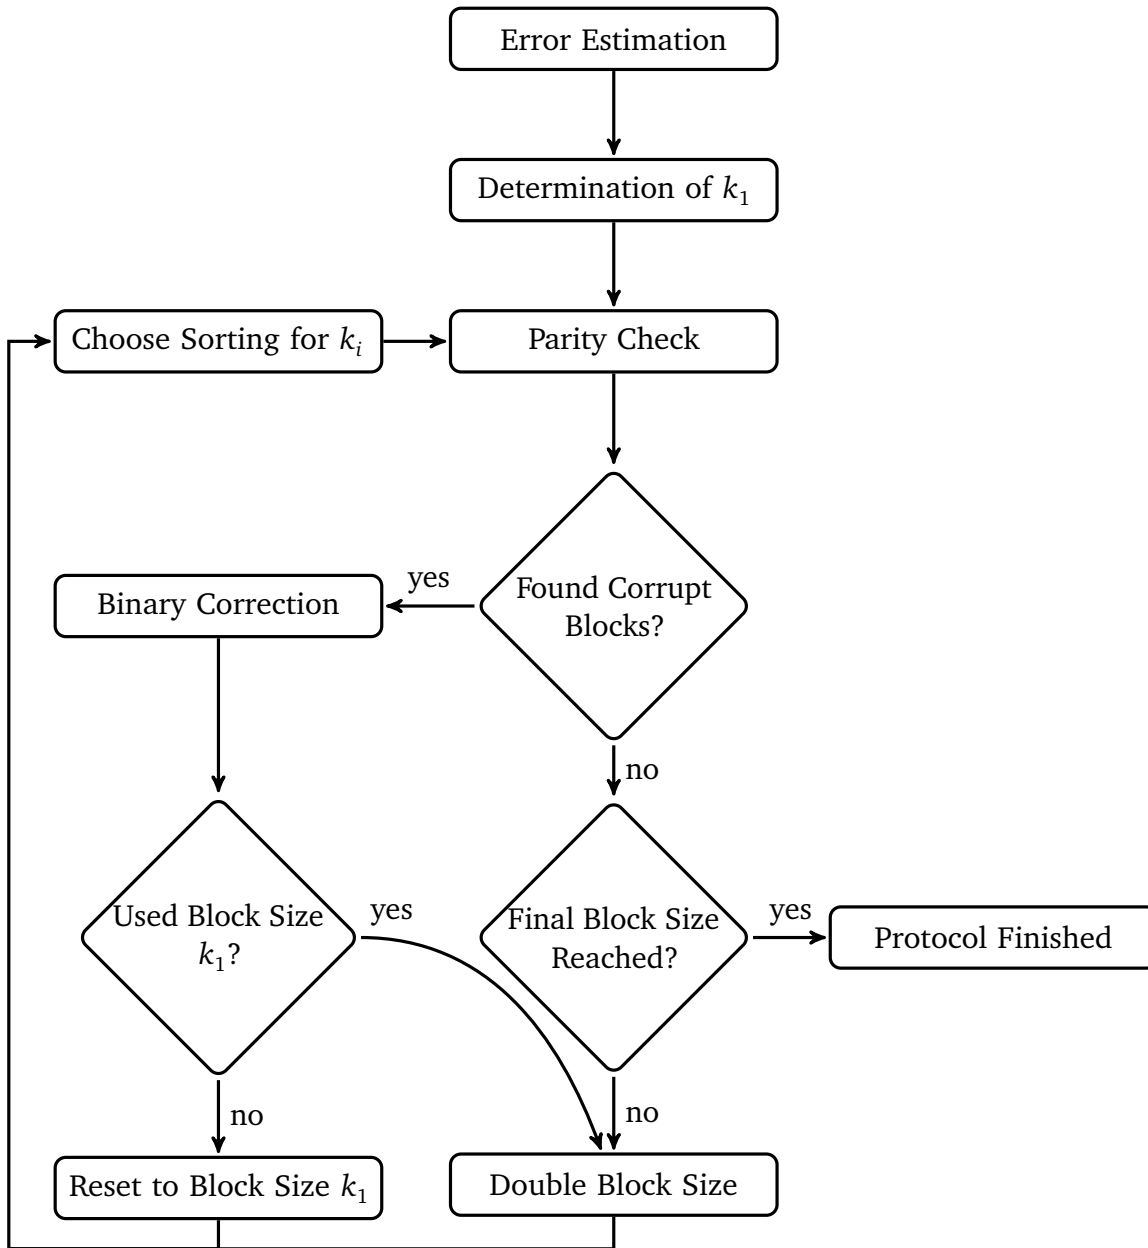 Error Estimation
Determination of k₁
Choose Sorting for kᵢ
Parity Check
Found Corrupt
Blocks?
yes
Binary Correction
no
Used Block Size
k₁?
yes
Final Block Size
Reached?
yes
Protocol Finished
no
no
Reset to Block Size k₁
Double Block Size